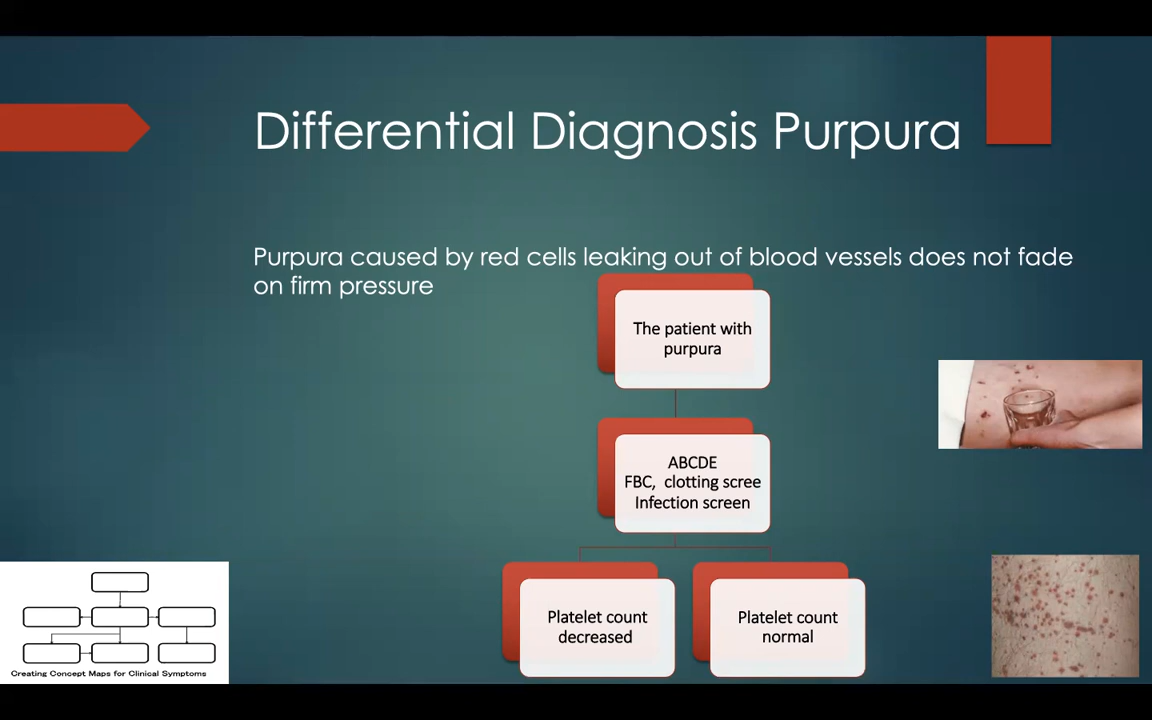 Differential Diagnosis Purpura
Purpura caused by red cells leaking out of blood vessels does not fade
on firm pressure
The patient with
purpura
ABCDE
FBC, clotting scree
Infection screen
Platelet count
decreased
Platelet count
normal
Creating Concept Maps for Clinical Symptoms